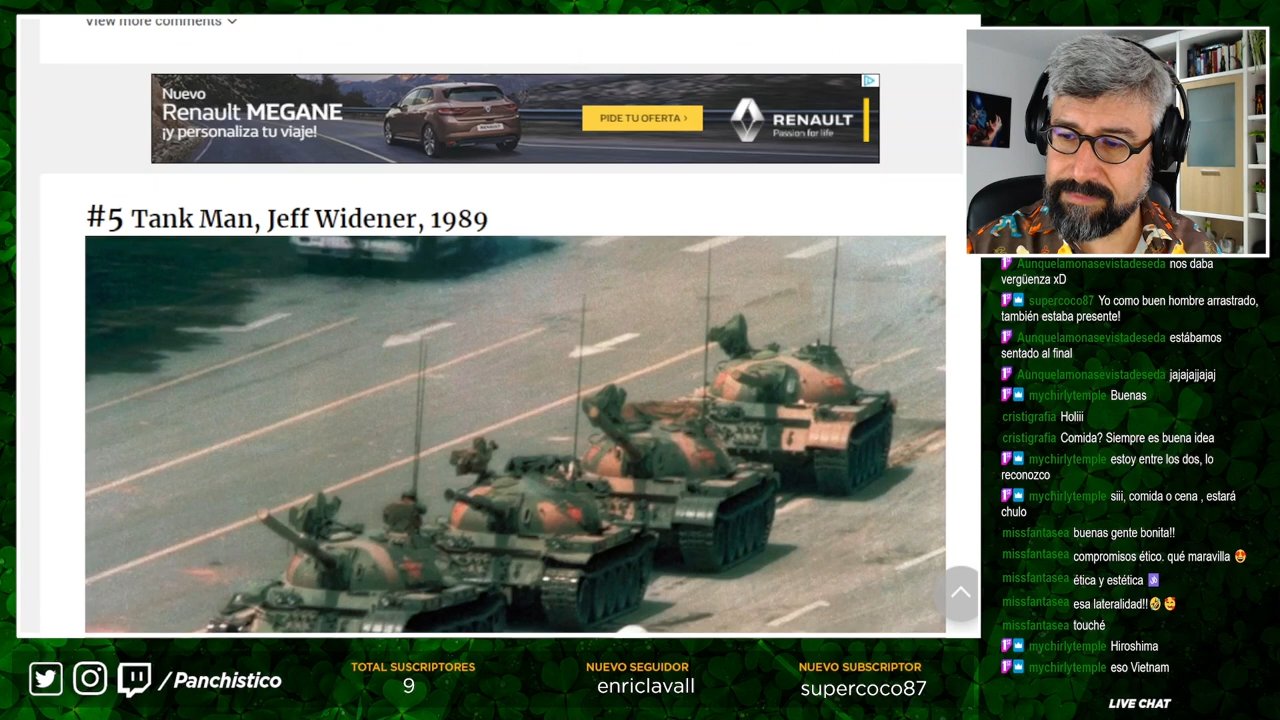 View more comments
Nuevo
Renault MEGANE
¡y personaliza tu viaje!
PIDE TU OFERTA ›
RENAULT
Passion for life
#5 Tank Man, Jeff Widener, 1989
Aunquelamonasevistadeseda nos daba
vergüenza xD
supercoco87 Yo como buen hombre arrastrado,
también estaba presente!
Aunquelamonasevistadeseda estábamos
sentado al final
Aunquelamonasevistadeseda jajajajjajaj
mychirlytemple Buenas
cristigrafia Holiii
cristigrafia Comida? Siempre es buena idea
mychirlytemple estoy entre los dos, lo
reconozco
mychirlytemple siii, comida o cena , estará
chulo
missfantasea buenas gente bonita!!
missfantasea compromisos ético. qué maravilla 😍
missfantasea ética y estética 🕉
missfantasea esa lateralidad!!🤣🥰
missfantasea touché
mychirlytemple Hiroshima
mychirlytemple eso Vietnam
LIVE CHAT
/Panchistico
TOTAL SUSCRIPTORES
9
NUEVO SEGUIDOR
enriclavall
NUEVO SUBSCRIPTOR
supercoco87